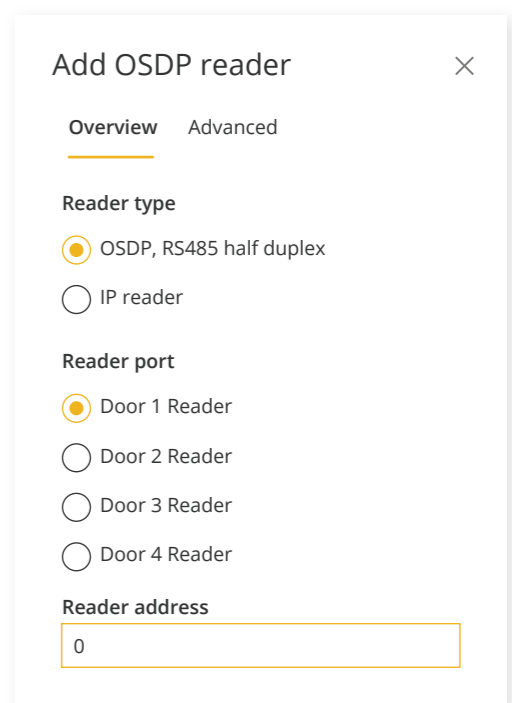 Add OSDP reader
Overview Advanced
Reader type
OSDP, RS485 half duplex
IP reader
Reader port
Door 1 Reader
Door 2 Reader
Door 3 Reader
Door 4 Reader
Reader address
0